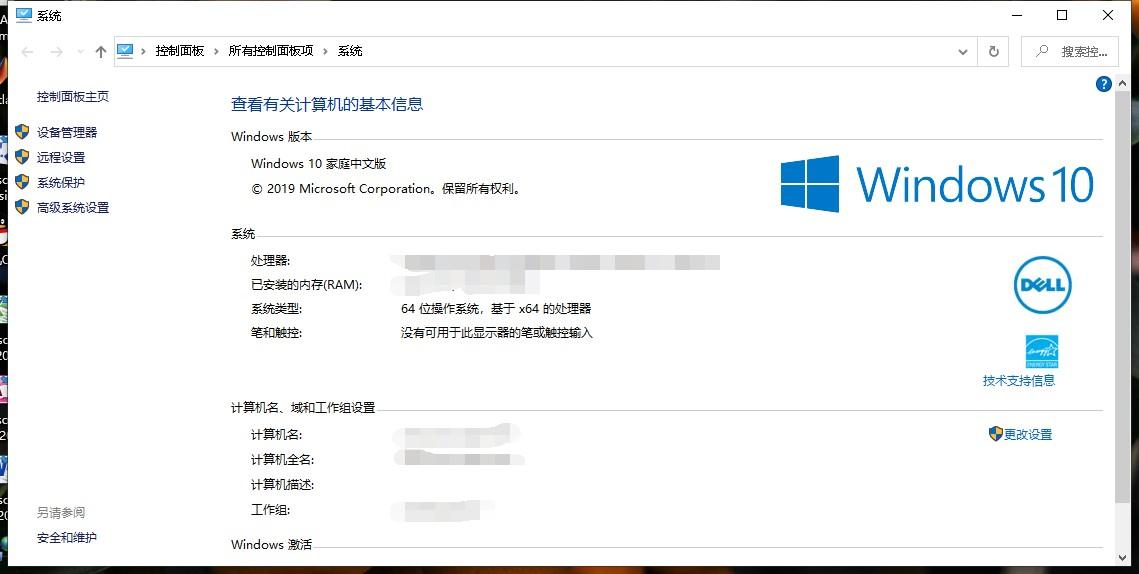 系统
控制面板 › 所有控制面板项 › 系统
搜索控...
控制面板主页
设备管理器
远程设置
系统保护
高级系统设置
查看有关计算机的基本信息
Windows 版本
Windows 10 家庭中文版
© 2019 Microsoft Corporation。保留所有权利。
Windows 10
系统
处理器:
已安装的内存(RAM):
系统类型: 64 位操作系统，基于 x64 的处理器
笔和触控: 没有可用于此显示器的笔或触控输入
DELL
ENERGY STAR
技术支持信息
计算机名、域和工作组设置
计算机名:
更改设置
计算机全名:
计算机描述:
工作组:
Windows 激活
另请参阅
安全和维护